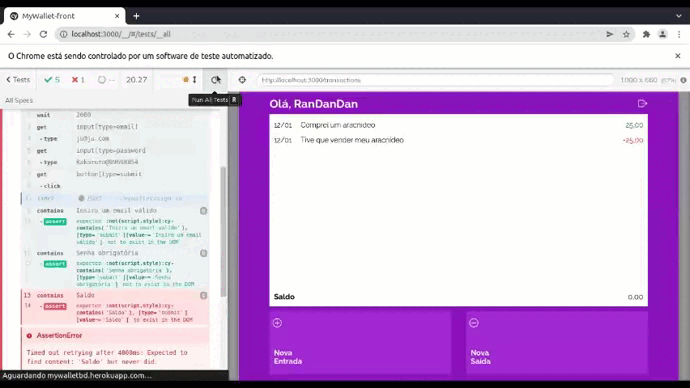 MyWallet-front
localhost:3000/__/#/tests/__all
O Chrome está sendo controlado por um software de teste automatizado.
Tests 5 1 -- 20.27
http://localhost:3000/transactions
1000 x 660
Run All Tests R
All Specs
wait 2000
get input[type=email]
- type ju@ju.com
get input[type=password
- type
get button[type=submit
- click
contains Insira um email válido
- assert expected :not(script,style):cy-contains('Insira um email válido'), [type='submit'][value~='Insira um email válido'] not to exist in the DOM
contains Senha obrigatória
- assert expected :not(script,style):cy-contains('Senha obrigatória'), [type='submit'][value~='Senha obrigatória'] not to exist in the DOM
13 contains Saldo
14 - assert expected :not(script,style):cy-contains('Saldo'), [type='submit'][value~='Saldo'] to exist in the DOM
AssertionError
Timed out retrying after 4000ms: Expected to
find content: 'Saldo' but never did.
Aguardando mywalletbd.herokuapp.com...
Olá, RanDanDan
12/01 Comprei um aracnídeo 25,00
12/01 Tive que vender meu aracnídeo -25,00
Saldo 0.00
Nova
Entrada
Nova
Saída